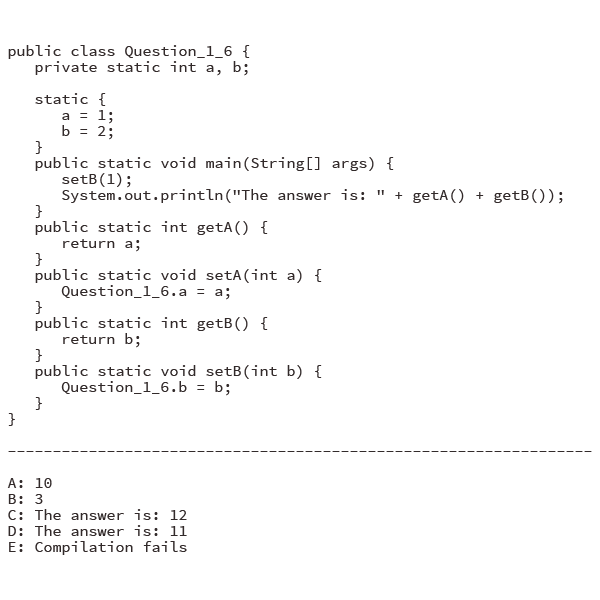 public class Question_1_6 {
   private static int a, b;

   static {
      a = 1;
      b = 2;
   }
   public static void main(String[] args) {
      setB(1);
      System.out.println("The answer is: " + getA() + getB());
   }
   public static int getA() {
      return a;
   }
   public static void setA(int a) {
      Question_1_6.a = a;
   }
   public static int getB() {
      return b;
   }
   public static void setB(int b) {
      Question_1_6.b = b;
   }
}

-----------------------------------------------------------------

A: 10
B: 3
C: The answer is: 12
D: The answer is: 11
E: Compilation fails